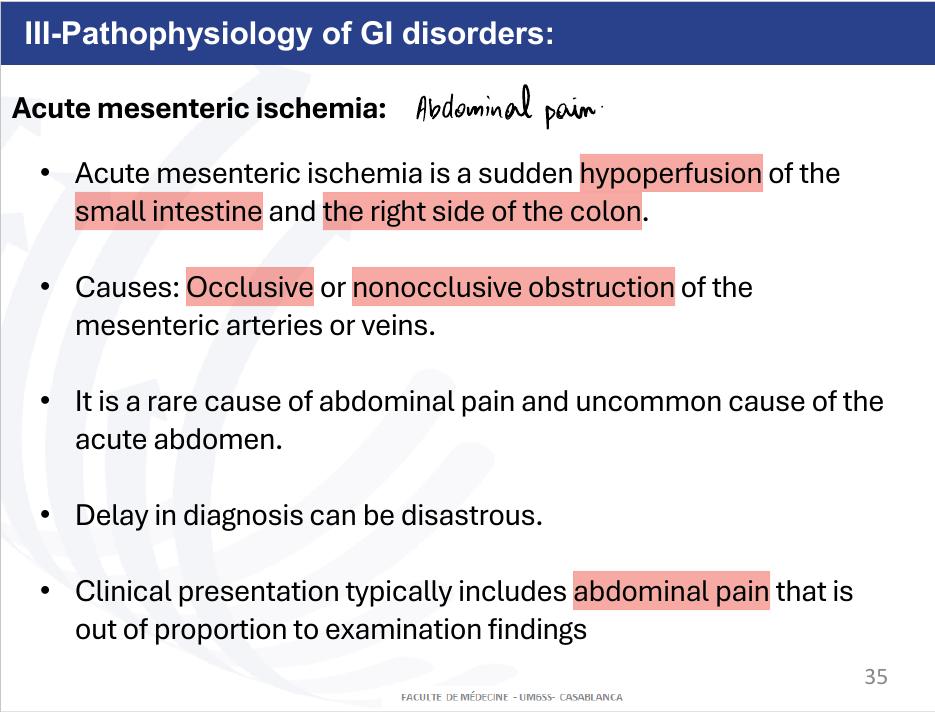 III-Pathophysiology of GI disorders:
Acute mesenteric ischemia: Abdominal pain.
• Acute mesenteric ischemia is a sudden hypoperfusion of the
small intestine and the right side of the colon.
• Causes: Occlusive or nonocclusive obstruction of the
mesenteric arteries or veins.
• It is a rare cause of abdominal pain and uncommon cause of the
acute abdomen.
• Delay in diagnosis can be disastrous.
• Clinical presentation typically includes abdominal pain that is
out of proportion to examination findings
35
FACULTE DE MÉDECINE - UM6SS- CASABLANCA